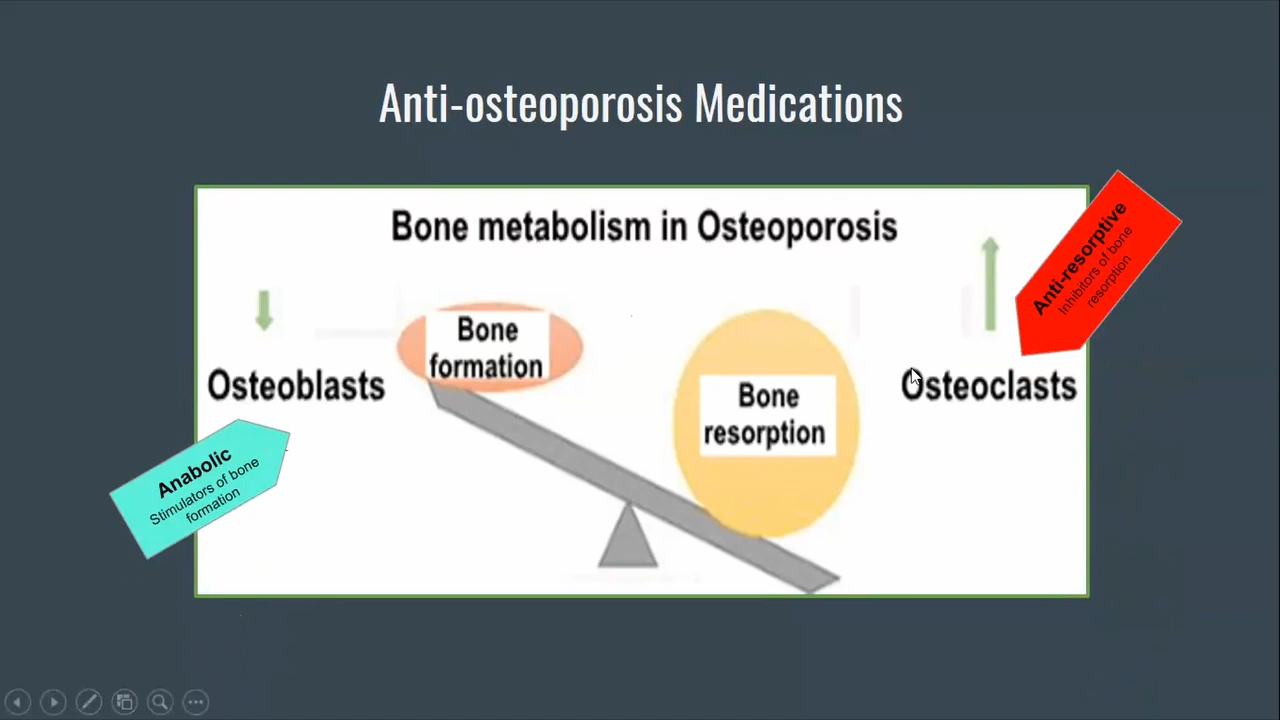 Anti-osteoporosis Medications
Bone metabolism in Osteoporosis
Anti-resorptive
Inhibitors of bone
resorption
Bone
formation
Osteoblasts
Bone
resorption
Osteoclasts
Anabolic
Stimulators of bone
formation